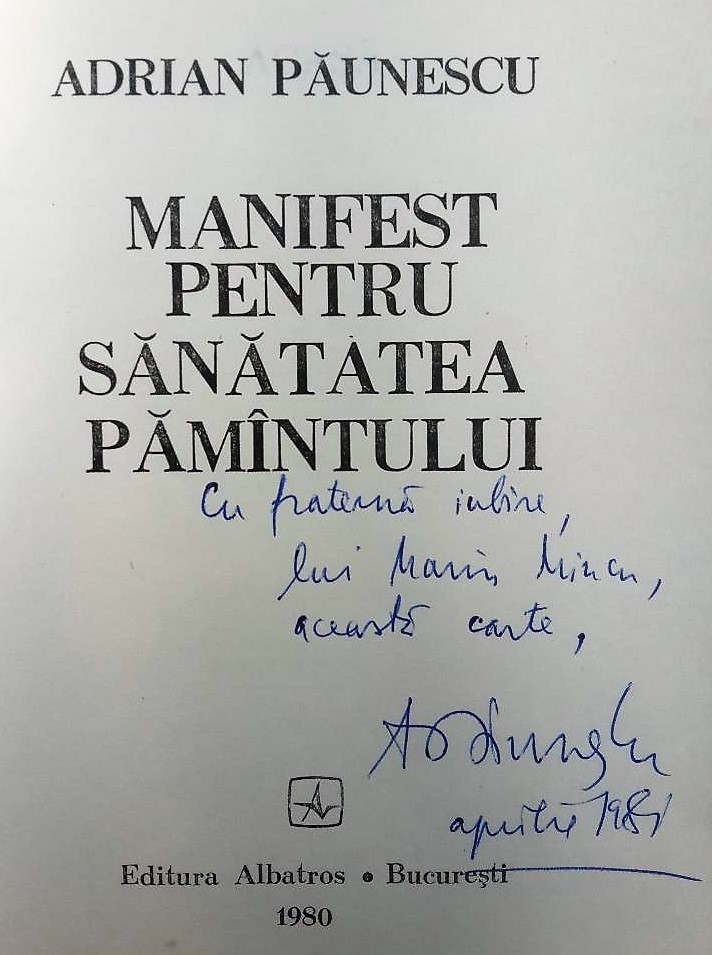 ADRIAN PĂUNESCU
MANIFEST
PENTRU
SĂNĂTATEA
PĂMÎNTULUI
Cu fraternă iubire,
lui Marin Mincu,
această carte,
aprilie 1981
Editura Albatros • București
1980